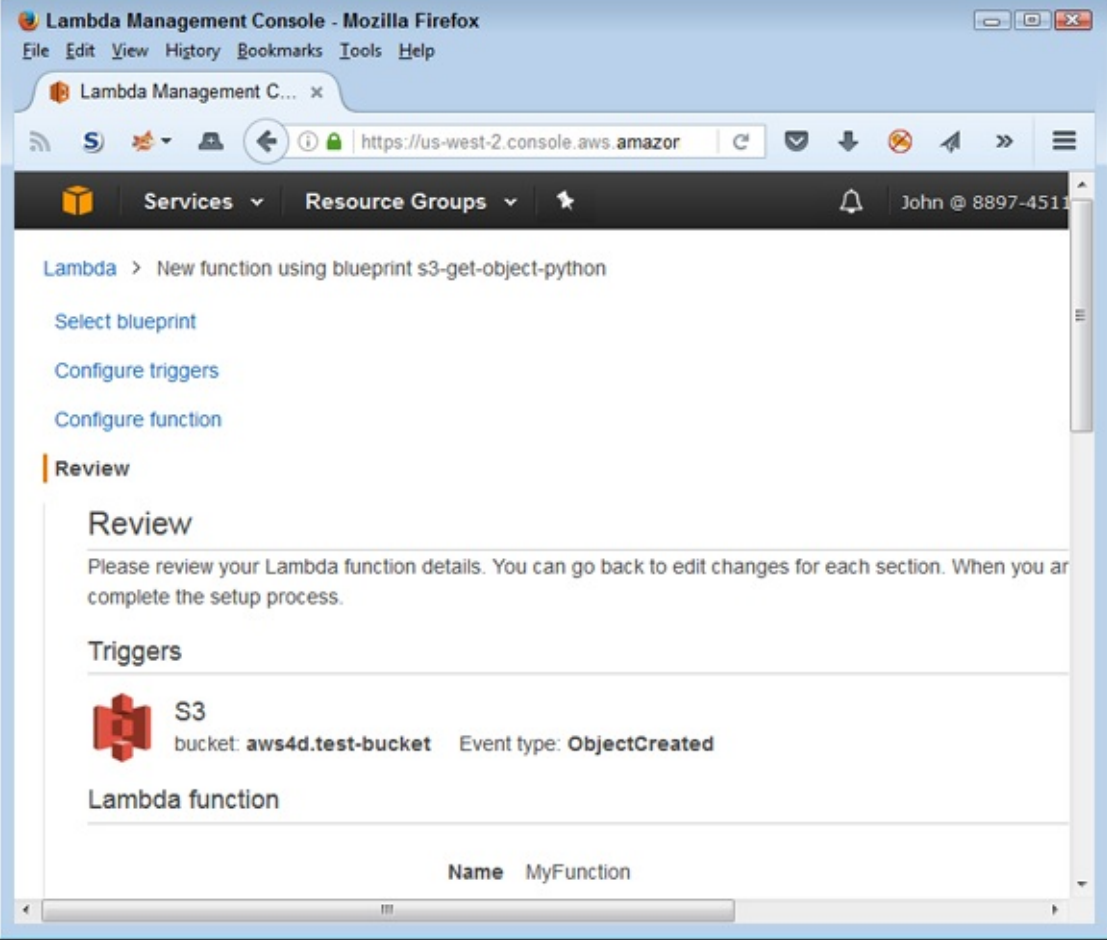 Lambda Management Console - Mozilla Firefox
File Edit View History Bookmarks Tools Help
Lambda Management C... ×
S https://us-west-2.console.aws.amazor
Services Resource Groups John @ 8897-4511
Lambda > New function using blueprint s3-get-object-python
Select blueprint
Configure triggers
Configure function
Review
Review
Please review your Lambda function details. You can go back to edit changes for each section. When you ar
complete the setup process.
Triggers
S3
bucket: aws4d.test-bucket Event type: ObjectCreated
Lambda function
Name MyFunction